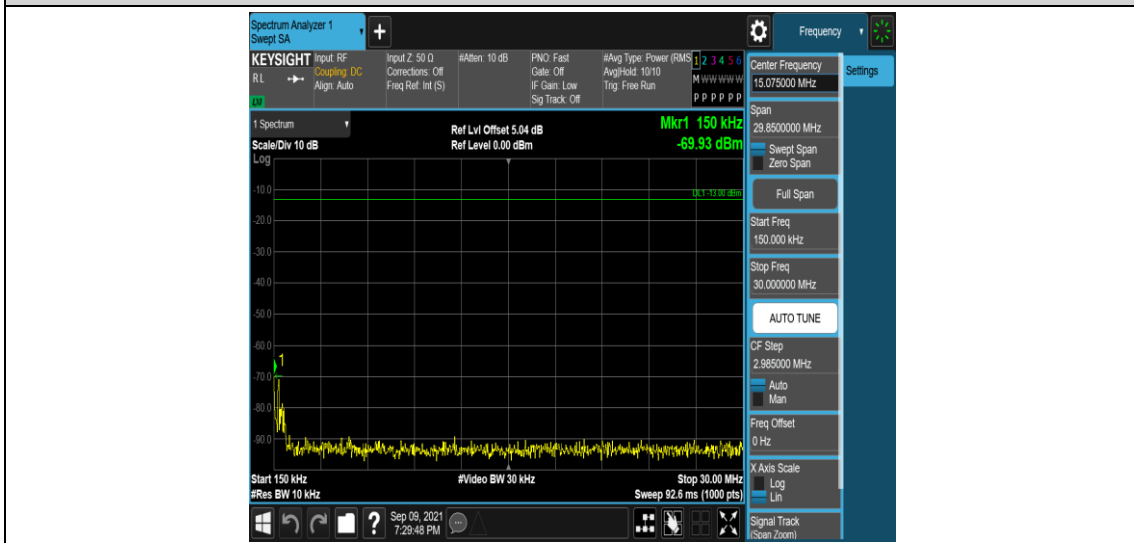 Spectrum Analyzer 1
Swept SA
+
Frequency
KEYSIGHT
RL
LXI
Input: RF
Coupling: DC
Align: Auto
Input Z: 50 Ω
Corrections: Off
Freq Ref: Int (S)
#Atten: 10 dB
PNO: Fast
Gate: Off
IF Gain: Low
Sig Track: Off
#Avg Type: Power (RMS
Avg|Hold: 10/10
Trig: Free Run
1 2 3 4 5 6
M W W W W W
P P P P P P
1 Spectrum
Scale/Div 10 dB
Ref Lvl Offset 5.04 dB
Ref Level 0.00 dBm
Mkr1 150 kHz
-69.93 dBm
Log
DL1 -13.00 dBm
-10.0
-20.0
-30.0
-40.0
-50.0
-60.0
1
-70.0
-80.0
-90.0
Start 150 kHz
#Video BW 30 kHz
Stop 30.00 MHz
#Res BW 10 kHz
Sweep 92.6 ms (1000 pts)
?
Sep 09, 2021
7:29:48 PM
Center Frequency
15.075000 MHz
Settings
Span
29.8500000 MHz
Swept Span
Zero Span
Full Span
Start Freq
150.000 kHz
Stop Freq
30.000000 MHz
AUTO TUNE
CF Step
2.985000 MHz
Auto
Man
Freq Offset
0 Hz
X Axis Scale
Log
Lin
Signal Track
(Span Zoom)